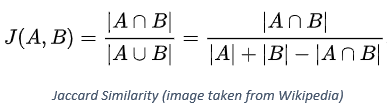 J(A, B) = |A ∩ B| / |A ∪ B| = |A ∩ B| / (|A| + |B| − |A ∩ B|)
Jaccard Similarity (image taken from Wikipedia)